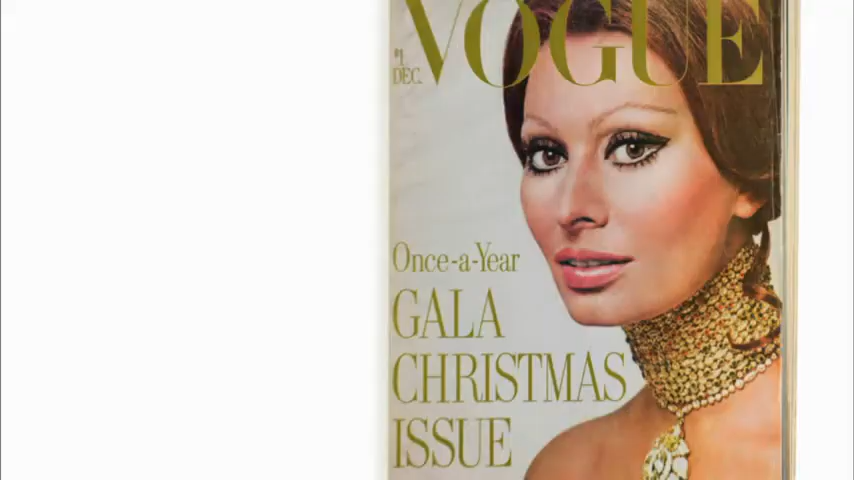 VOGUE
$1.
DEC.
Once-a-Year
GALA
CHRISTMAS
ISSUE